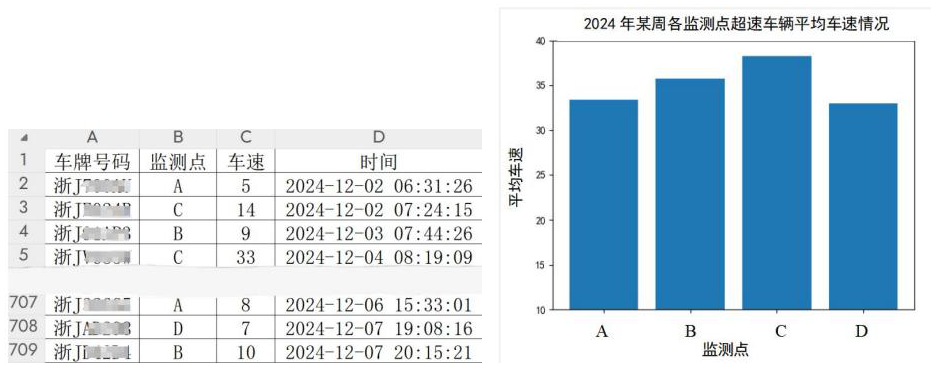 A B C D
1 车牌号码 监测点 车速 时间
2 浙J A 5 2024-12-02 06:31:26
3 浙J C 14 2024-12-02 07:24:15
4 浙J B 9 2024-12-03 07:44:26
5 浙J C 33 2024-12-04 08:19:09
707 浙J A 8 2024-12-06 15:33:01
708 浙J D 7 2024-12-07 19:08:16
709 浙J B 10 2024-12-07 20:15:21
2024 年某周各监测点超速车辆平均车速情况
平均车速
40
35
30
25
20
15
10
A B C D
监测点